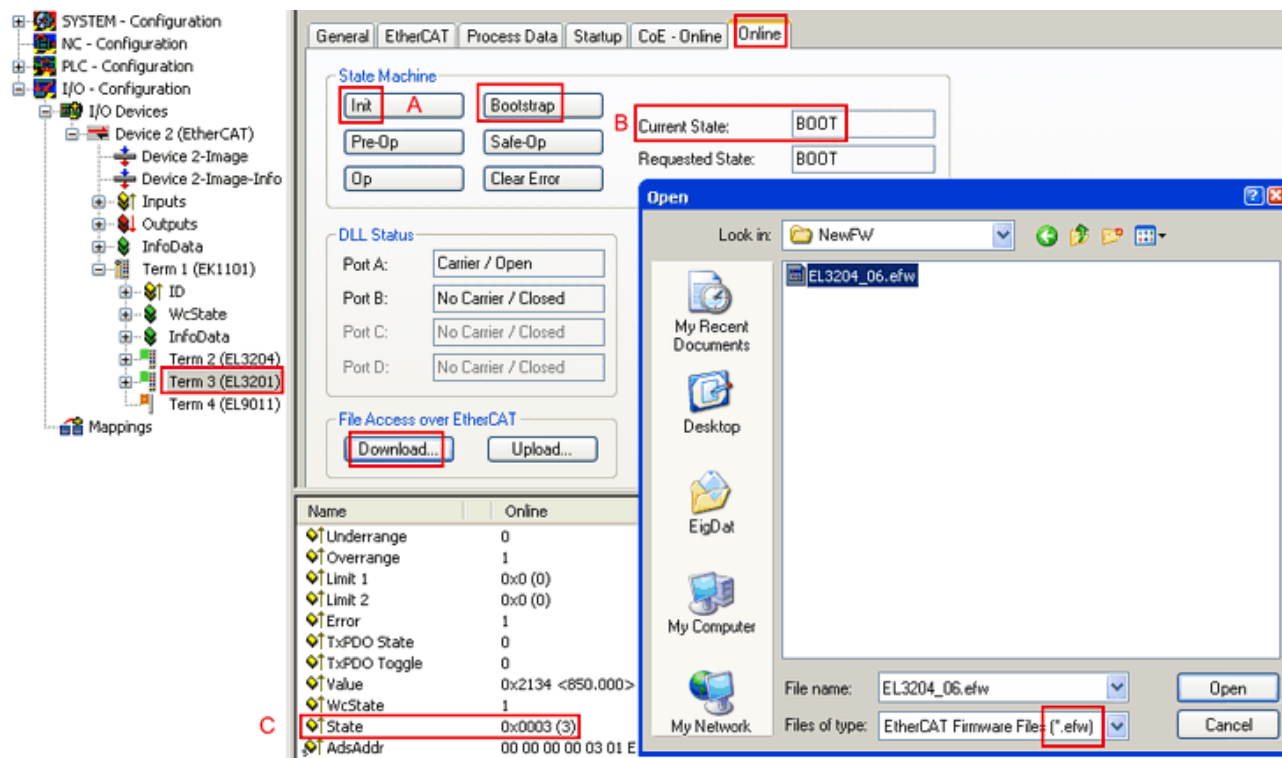 SYSTEM - Configuration
NC - Configuration
PLC - Configuration
I/O - Configuration
I/O Devices
Device 2 (EtherCAT)
Device 2-Image
Device 2-Image-Info
Inputs
Outputs
InfoData
Term 1 (EK1101)
ID
WcState
InfoData
Term 2 (EL3204)
Term 3 (EL3201)
Term 4 (EL9011)
Mappings
General EtherCAT Process Data Startup CoE - Online Online
State Machine
Init A Bootstrap
Pre-Op Safe-Op
Op Clear Error
B Current State: BOOT
Requested State: BOOT
DLL Status
Port A: Carrier / Open
Port B: No Carrier / Closed
Port C: No Carrier / Closed
Port D: No Carrier / Closed
File Access over EtherCAT
Download... Upload...
Name Online
Underrange 0
Overrange 1
Limit 1 0x0 (0)
Limit 2 0x0 (0)
Error 1
TxPDO State 0
TxPDO Toggle 0
Value 0x2134 <850.000>
WcState 1
C State 0x0003 (3)
AdsAddr 00 00 00 00 03 01 E
Open
Look in: NewFW
EL3204_06.efw
My Recent
Documents
Desktop
EigDat
My Computer
My Network
File name: EL3204_06.efw Open
Files of type: EtherCAT Firmware Files (*.efw) Cancel